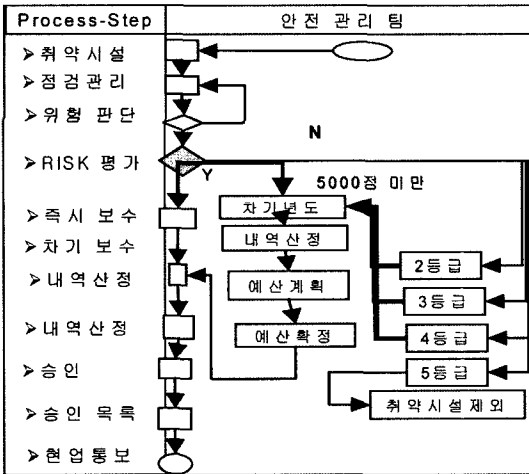 Process-Step
안전 관리 팀
➢취약시설
➢점검관리
➢위험 판단
N
➢RISK 평가
Y
5000점 미만
차기년도
➢즉시 보수
내역산정
➢차기 보수
2등급
➢내역산정
예산계획
3등급
➢내역산정
예산확정
4등급
➢승인
5등급
취약시설제외
➢승인 목록
➢현업통보